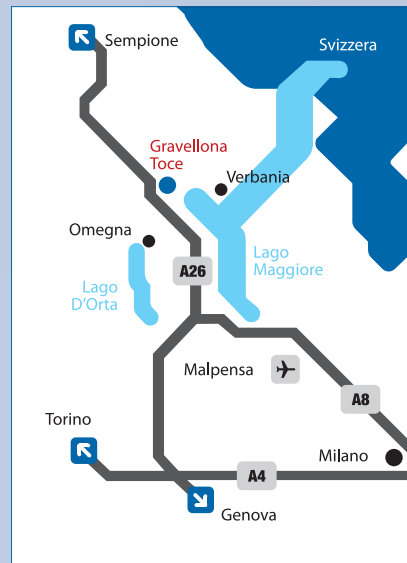 Sempione
Svizzera
Gravellona
Toce
Verbania
Omegna
Lago
Maggiore
A26
Lago
D'Orta
Malpensa
A8
Torino
Milano
A4
Genova